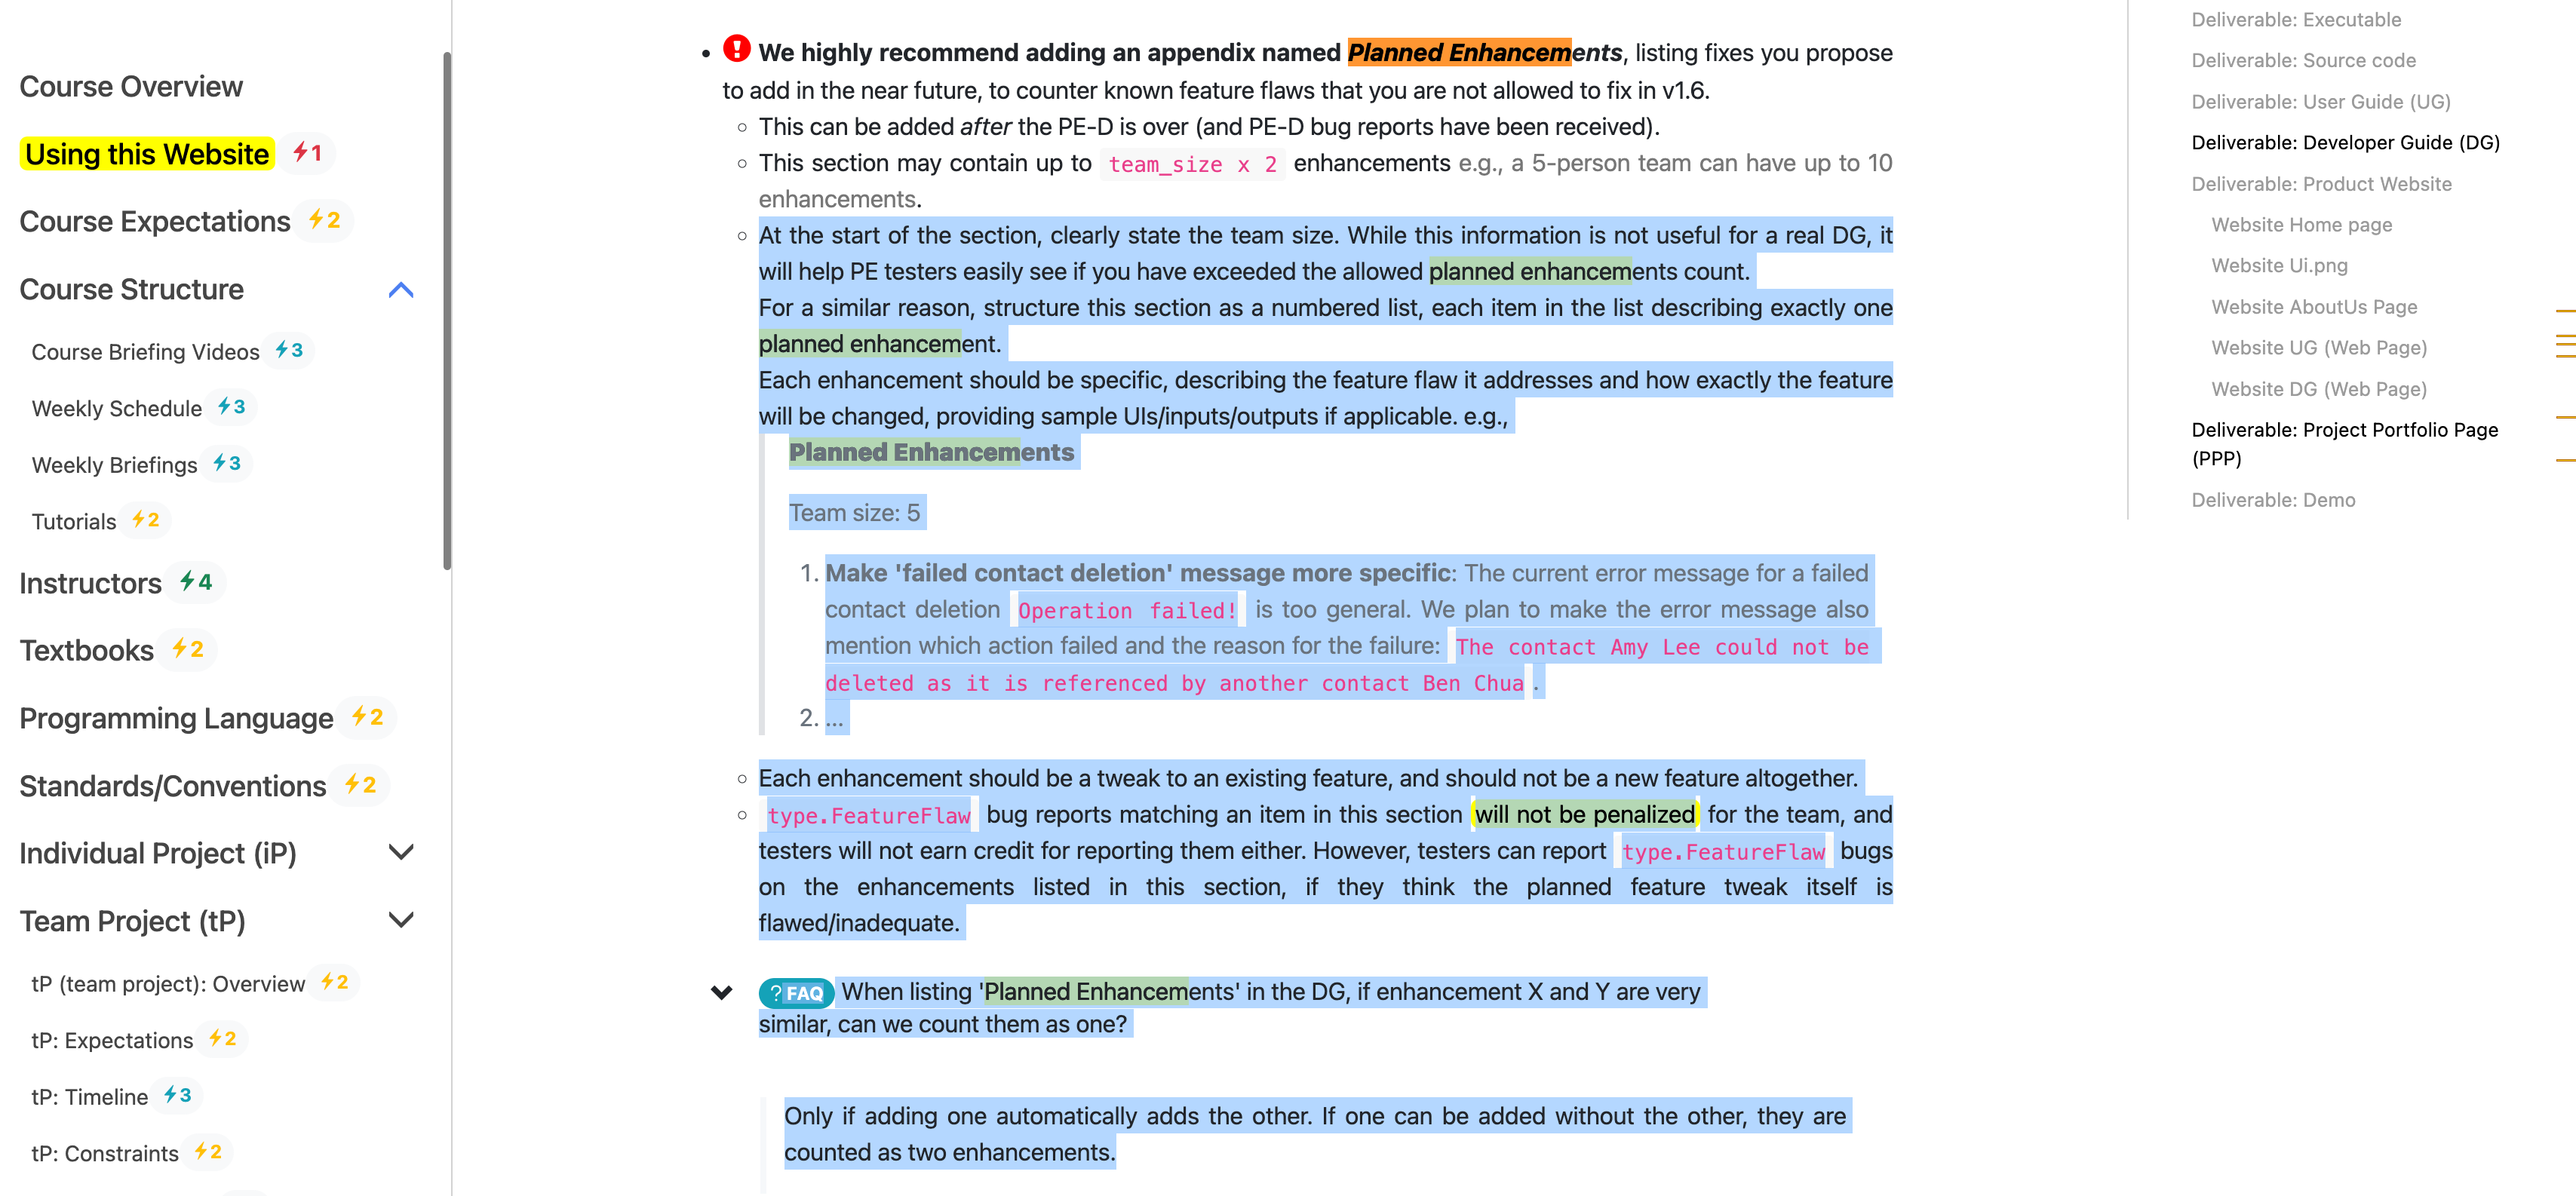 Course Overview
Using this Website 1
Course Expectations 2
Course Structure
Course Briefing Videos 3
Weekly Schedule 3
Weekly Briefings 3
Tutorials 2
Instructors 4
Textbooks 2
Programming Language 2
Standards/Conventions 2
Individual Project (iP)
Team Project (tP)
tP (team project): Overview 2
tP: Expectations 2
tP: Timeline 3
tP: Constraints 2
We highly recommend adding an appendix named Planned Enhancements, listing fixes you propose
to add in the near future, to counter known feature flaws that you are not allowed to fix in v1.6.
This can be added after the PE-D is over (and PE-D bug reports have been received).
This section may contain up to team_size x 2 enhancements e.g., a 5-person team can have up to 10
enhancements.
At the start of the section, clearly state the team size. While this information is not useful for a real DG, it
will help PE testers easily see if you have exceeded the allowed planned enhancements count.
For a similar reason, structure this section as a numbered list, each item in the list describing exactly one
planned enhancement.
Each enhancement should be specific, describing the feature flaw it addresses and how exactly the feature
will be changed, providing sample UIs/inputs/outputs if applicable. e.g.,
Planned Enhancements
Team size: 5
1. Make 'failed contact deletion' message more specific: The current error message for a failed
contact deletion Operation failed! is too general. We plan to make the error message also
mention which action failed and the reason for the failure: The contact Amy Lee could not be
deleted as it is referenced by another contact Ben Chua .
2. ...
Each enhancement should be a tweak to an existing feature, and should not be a new feature altogether.
type.FeatureFlaw bug reports matching an item in this section will not be penalized for the team, and
testers will not earn credit for reporting them either. However, testers can report type.FeatureFlaw bugs
on the enhancements listed in this section, if they think the planned feature tweak itself is
flawed/inadequate.
? FAQ When listing 'Planned Enhancements' in the DG, if enhancement X and Y are very
similar, can we count them as one?
Only if adding one automatically adds the other. If one can be added without the other, they are
counted as two enhancements.
Deliverable: Executable
Deliverable: Source code
Deliverable: User Guide (UG)
Deliverable: Developer Guide (DG)
Deliverable: Product Website
Website Home page
Website Ui.png
Website AboutUs Page
Website UG (Web Page)
Website DG (Web Page)
Deliverable: Project Portfolio Page
(PPP)
Deliverable: Demo